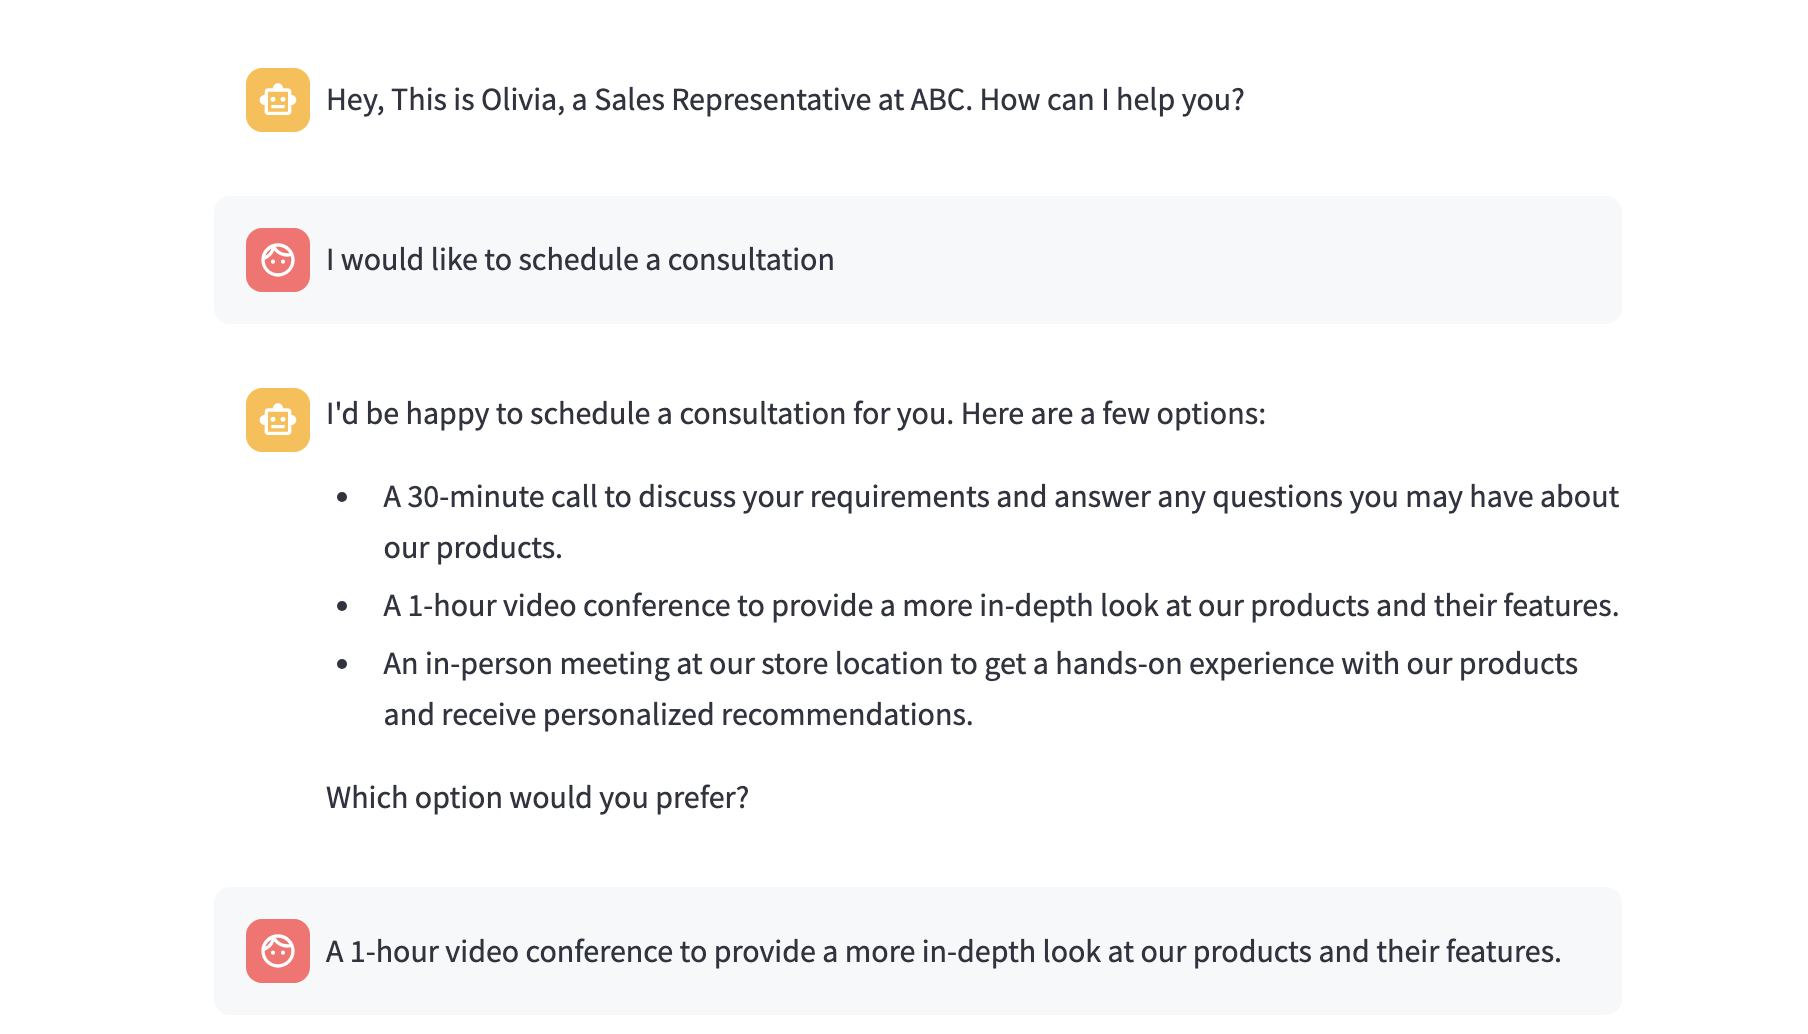 Hey, This is Olivia, a Sales Representative at ABC. How can I help you?
I would like to schedule a consultation
I'd be happy to schedule a consultation for you. Here are a few options:
• A 30-minute call to discuss your requirements and answer any questions you may have about
our products.
• A 1-hour video conference to provide a more in-depth look at our products and their features.
• An in-person meeting at our store location to get a hands-on experience with our products
and receive personalized recommendations.
Which option would you prefer?
A 1-hour video conference to provide a more in-depth look at our products and their features.